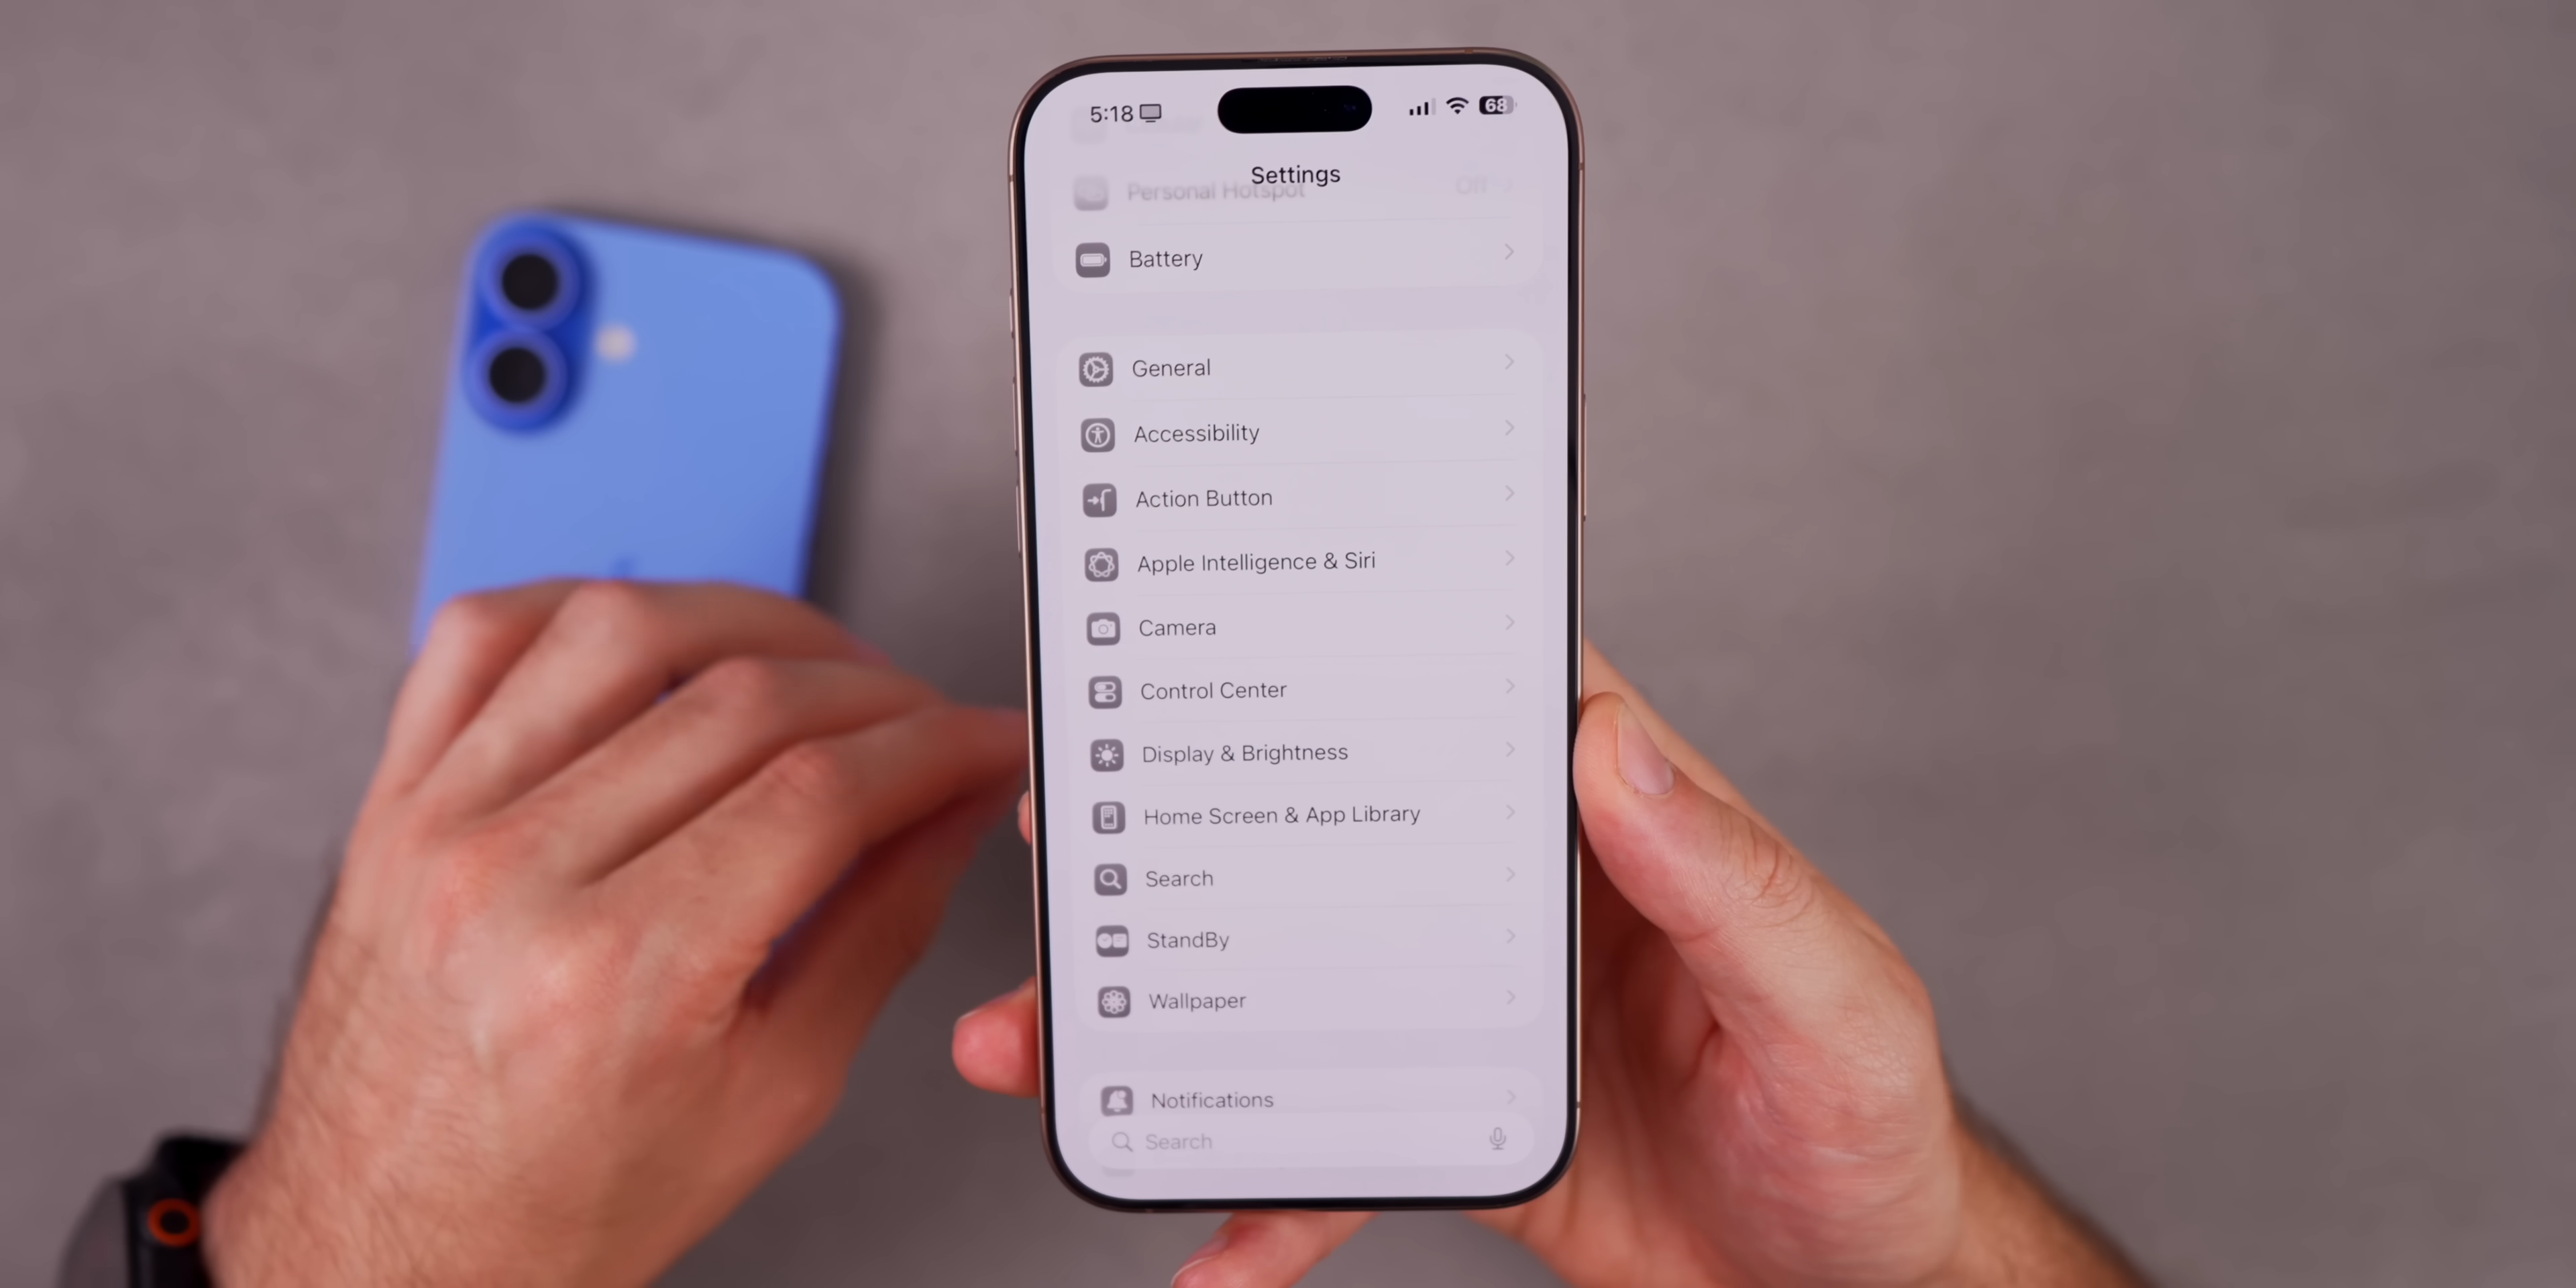 5:18
68
Settings
Personal Hotspot Off
Battery
General
Accessibility
Action Button
Apple Intelligence & Siri
Camera
Control Center
Display & Brightness
Home Screen & App Library
Search
StandBy
Wallpaper
Notifications
Search